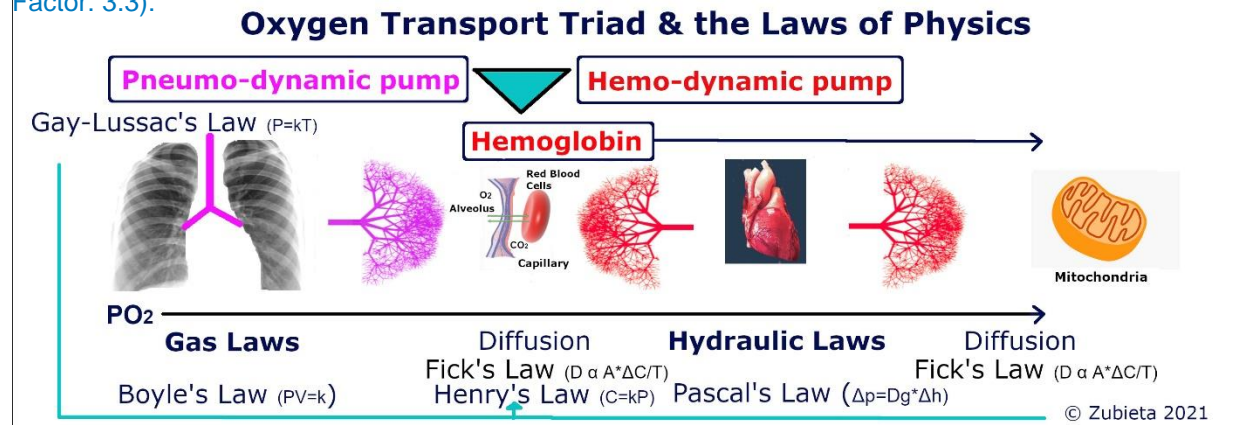 Factor: 3.3).
Oxygen Transport Triad & the Laws of Physics
Pneumo-dynamic pump
Hemo-dynamic pump
Gay-Lussac's Law (P=kT)
Hemoglobin
Red Blood
Cells
O2
Alveolus
CO2
Capillary
Mitochondria
PO2
Gas Laws
Diffusion
Hydraulic Laws
Diffusion
Fick's Law (D α A*ΔC/T)
Fick's Law (D α A*ΔC/T)
Boyle's Law (PV=k)
Henry's Law (C=kP)
Pascal's Law (Δp=Dg*Δh)
© Zubieta 2021